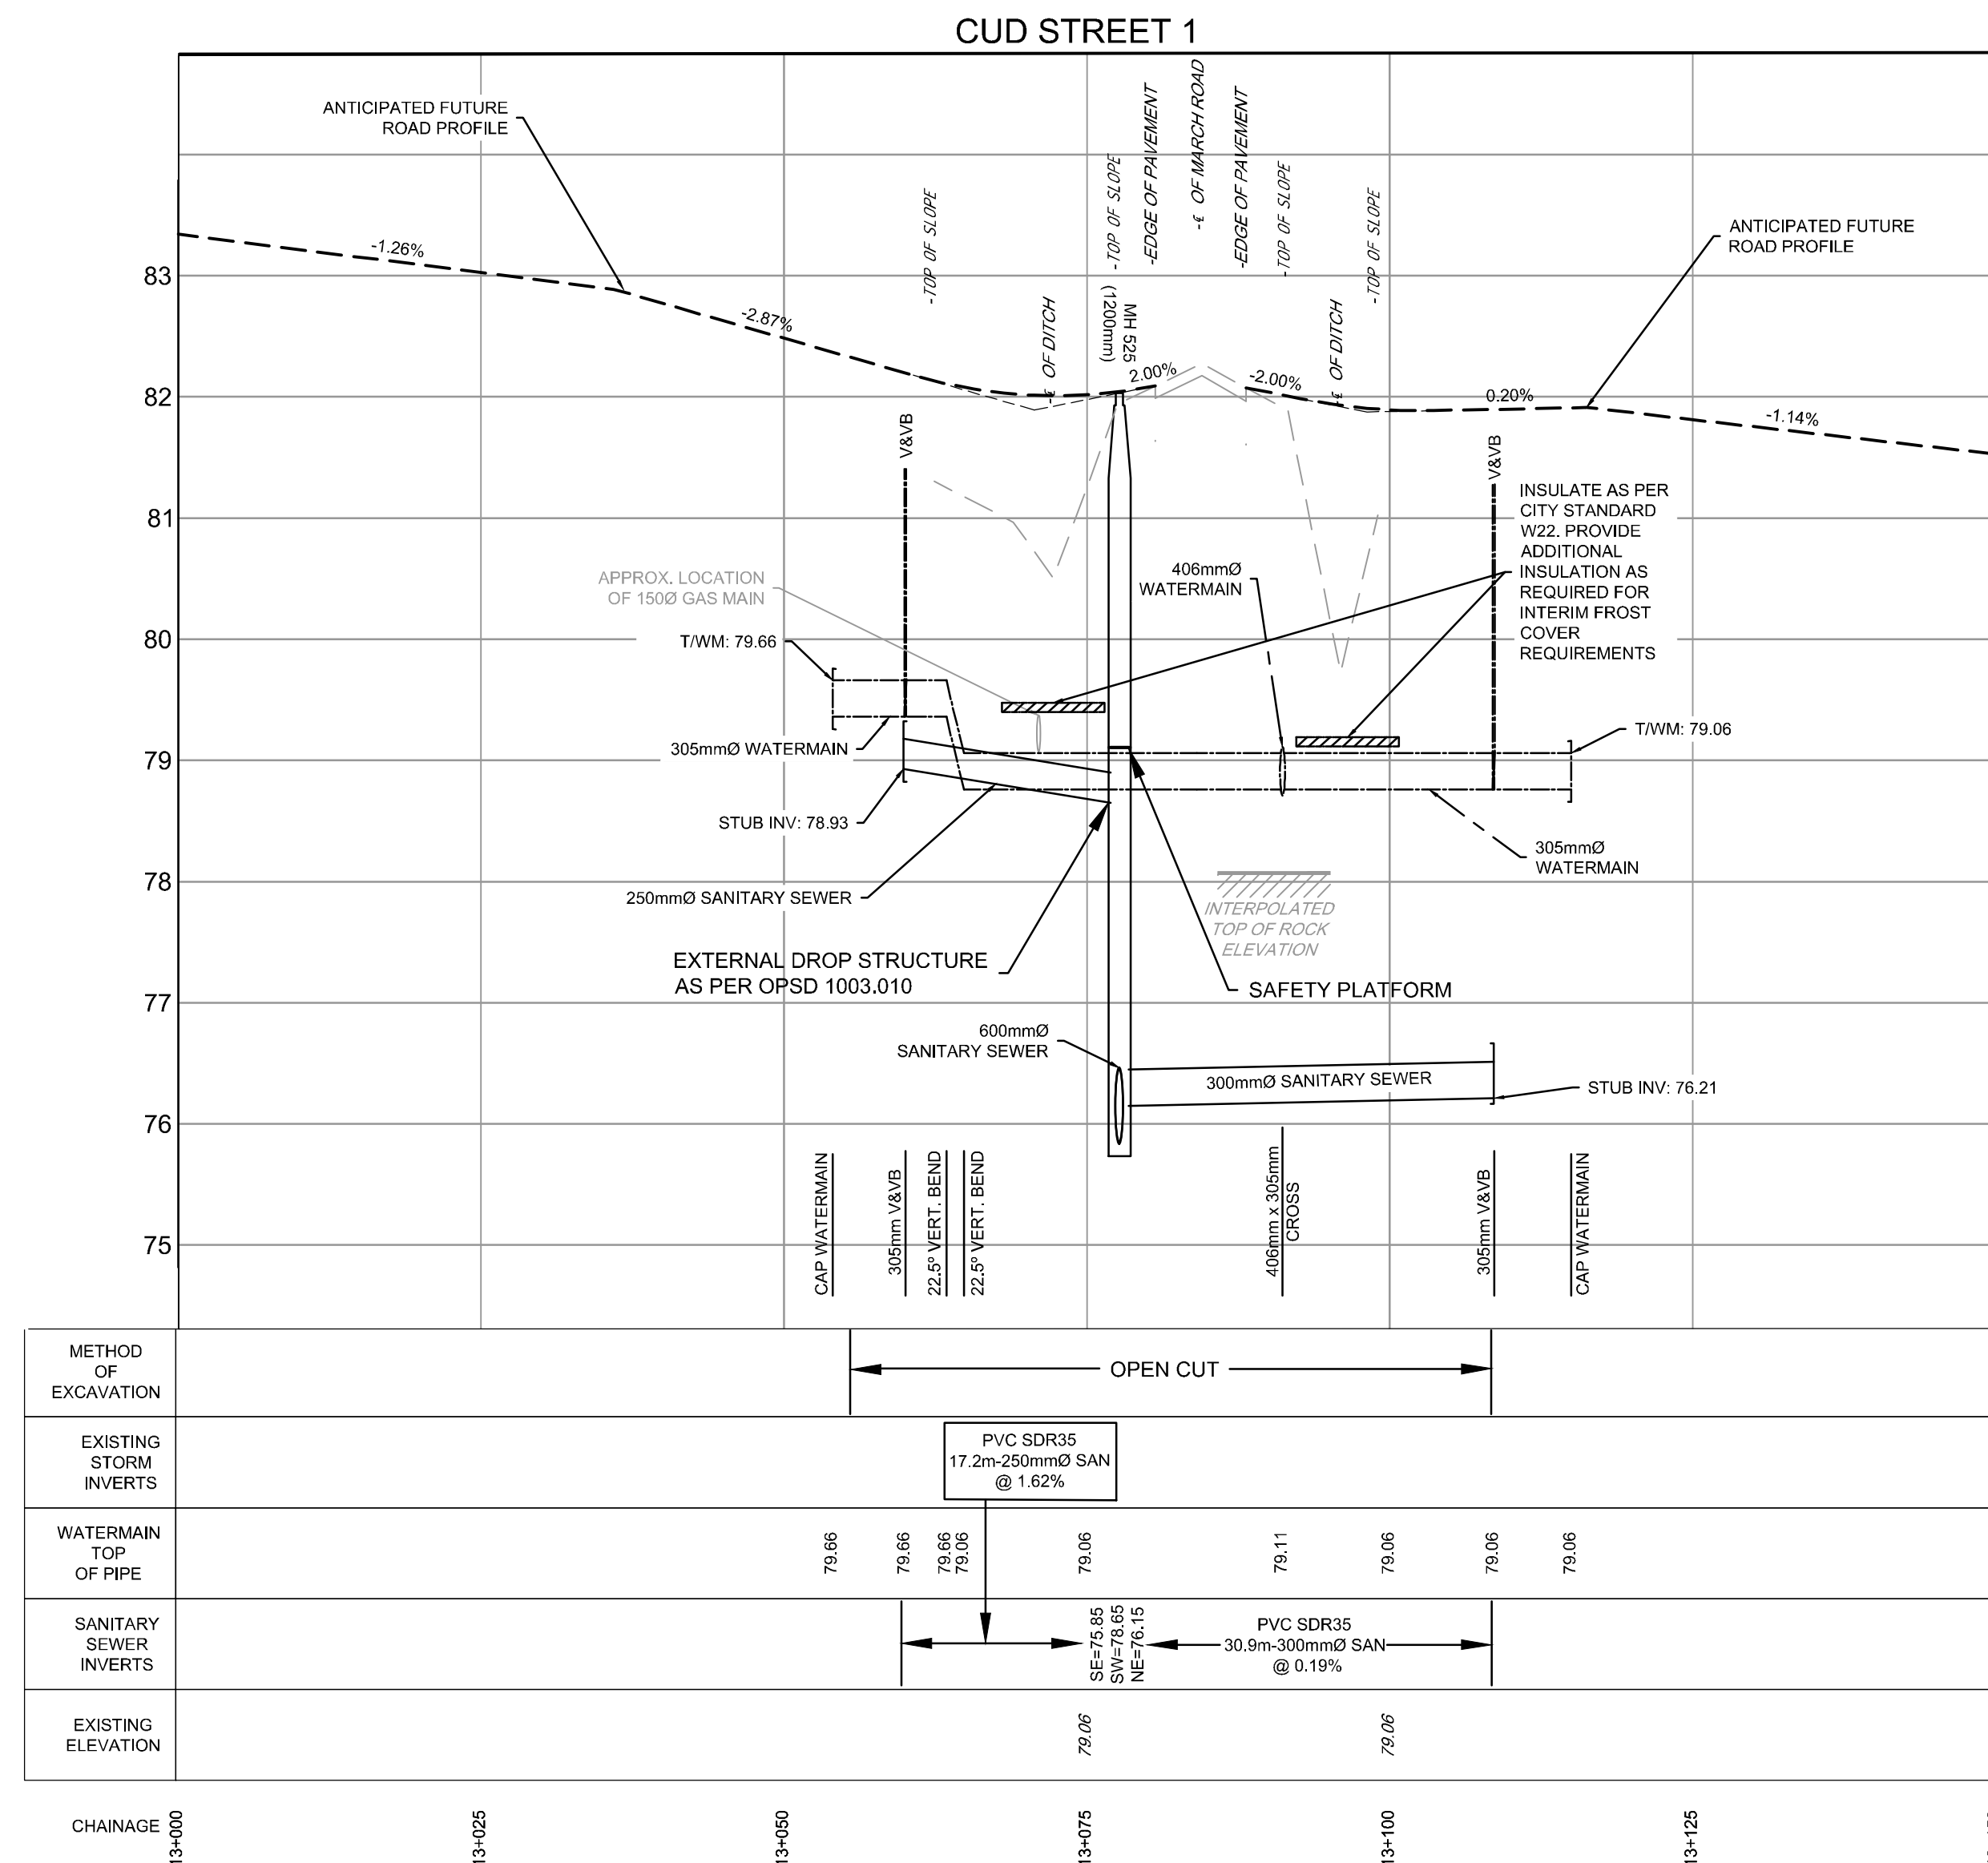 CUD STREET 1
ANTICIPATED FUTURE
ROAD PROFILE
-1.26%
-2.87%
-TOP OF SLOPE
-℄ OF DITCH
-TOP OF SLOPE
MH 525
(1200mm)
-EDGE OF PAVEMENT
-℄ OF MARCH ROAD
-EDGE OF PAVEMENT
-TOP OF SLOPE
-℄ OF DITCH
-TOP OF SLOPE
2.00%
-2.00%
0.20%
-1.14%
ANTICIPATED FUTURE
ROAD PROFILE
83
82
81
80
79
78
77
76
75
V&VB
V&VB
INSULATE AS PER
CITY STANDARD
W22. PROVIDE
ADDITIONAL
INSULATION AS
REQUIRED FOR
INTERIM FROST
COVER
REQUIREMENTS
APPROX. LOCATION
OF 150Ø GAS MAIN
406mmØ
WATERMAIN
T/WM: 79.66
305mmØ WATERMAIN
T/WM: 79.06
STUB INV: 78.93
305mmØ
WATERMAIN
250mmØ SANITARY SEWER
INTERPOLATED
TOP OF ROCK
ELEVATION
EXTERNAL DROP STRUCTURE
AS PER OPSD 1003.010
SAFETY PLATFORM
600mmØ
SANITARY SEWER
300mmØ SANITARY SEWER
STUB INV: 76.21
CAP WATERMAIN
305mm V&VB
22.5º VERT. BEND
22.5º VERT. BEND
406mm x 305mm
CROSS
305mm V&VB
CAP WATERMAIN
METHOD
OF
EXCAVATION
OPEN CUT
EXISTING
STORM
INVERTS
PVC SDR35
17.2m-250mmØ SAN
@ 1.62%
WATERMAIN
TOP
OF PIPE
79.66
79.66
79.66
79.06
79.06
79.11
79.06
79.06
79.06
SANITARY
SEWER
INVERTS
SE=75.85
SW=78.65
NE=76.15
PVC SDR35
30.9m-300mmØ SAN
@ 0.19%
EXISTING
ELEVATION
79.06
79.06
CHAINAGE
13+000
13+025
13+050
13+075
13+100
13+125